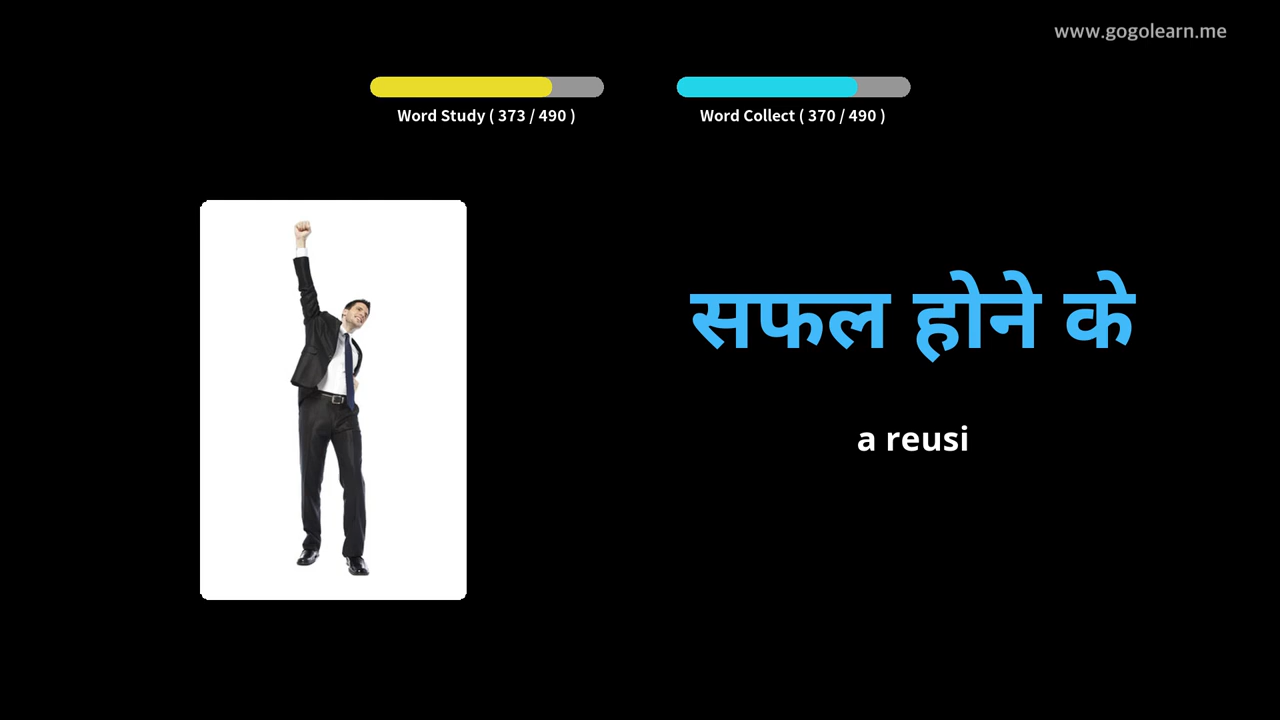 www.gogolearn.me
Word Study ( 373 / 490 )
Word Collect ( 370 / 490 )
सफल होने के
a reusi